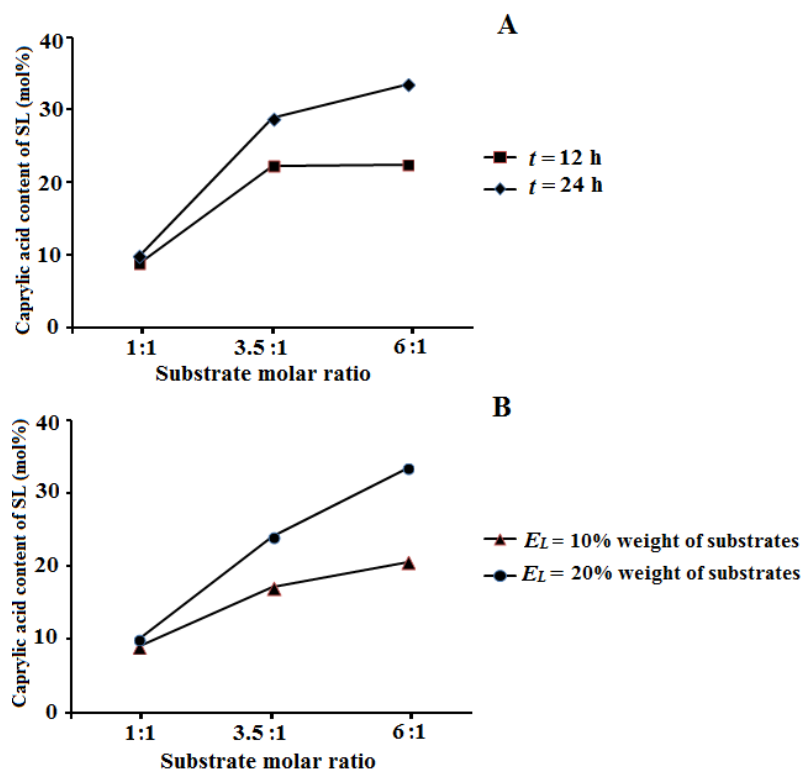 A
Caprylic acid content of SL (mol%)
40
30
20
10
0
1:1 3.5 :1 6:1
Substrate molar ratio
t = 12 h
t = 24 h
B
Caprylic acid content of SL (mol%)
40
30
20
10
0
1:1 3.5 :1 6:1
Substrate molar ratio
EL = 10% weight of substrates
EL = 20% weight of substrates